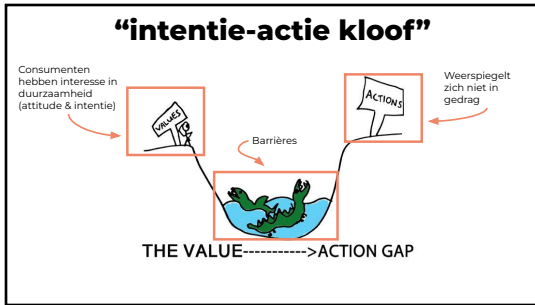 “intentie-actie kloof”
Consumenten
hebben interesse in
duurzaamheid
(attitude & intentie)
Weerspiegelt
zich niet in
gedrag
VALUES
ACTIONS
Barrières
THE VALUE----------->ACTION GAP